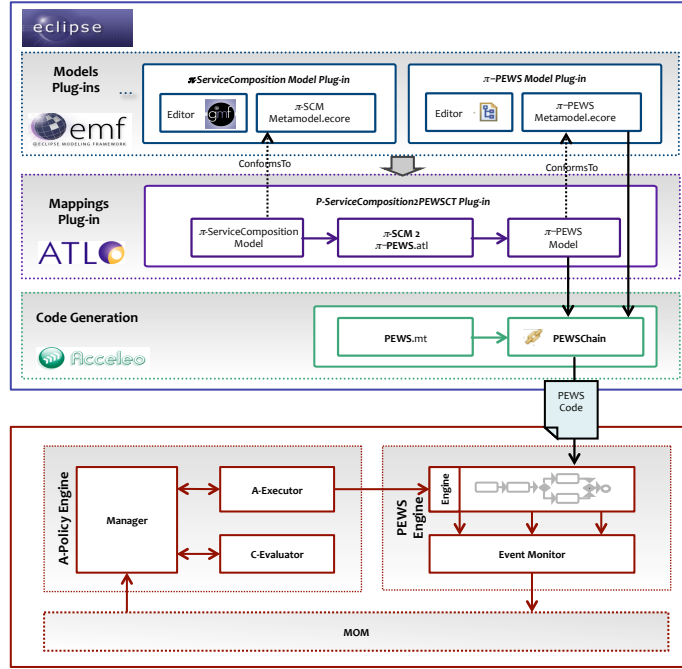 eclipse
Models
Plug-ins ...
emf
ECLIPSE MODELING FRAMEWORK
π-ServiceComposition Model Plug-in
Editor
gmf
π-SCM
Metamodel.ecore
π-PEWS Model Plug-in
Editor
π-PEWS
Metamodel.ecore
ConformsTo
ConformsTo
Mappings
Plug-in
ATL
P-ServiceComposition2PEWSCT Plug-in
π-ServiceComposition
Model
π-SCM 2
π-PEWS.atl
π-PEWS
Model
Code Generation
Acceleo
PEWS.mt
PEWSChain
PEWS
Code
A-Policy Engine
Manager
A-Executor
C-Evaluator
PEWS
Engine
Engine
Event Monitor
MOM